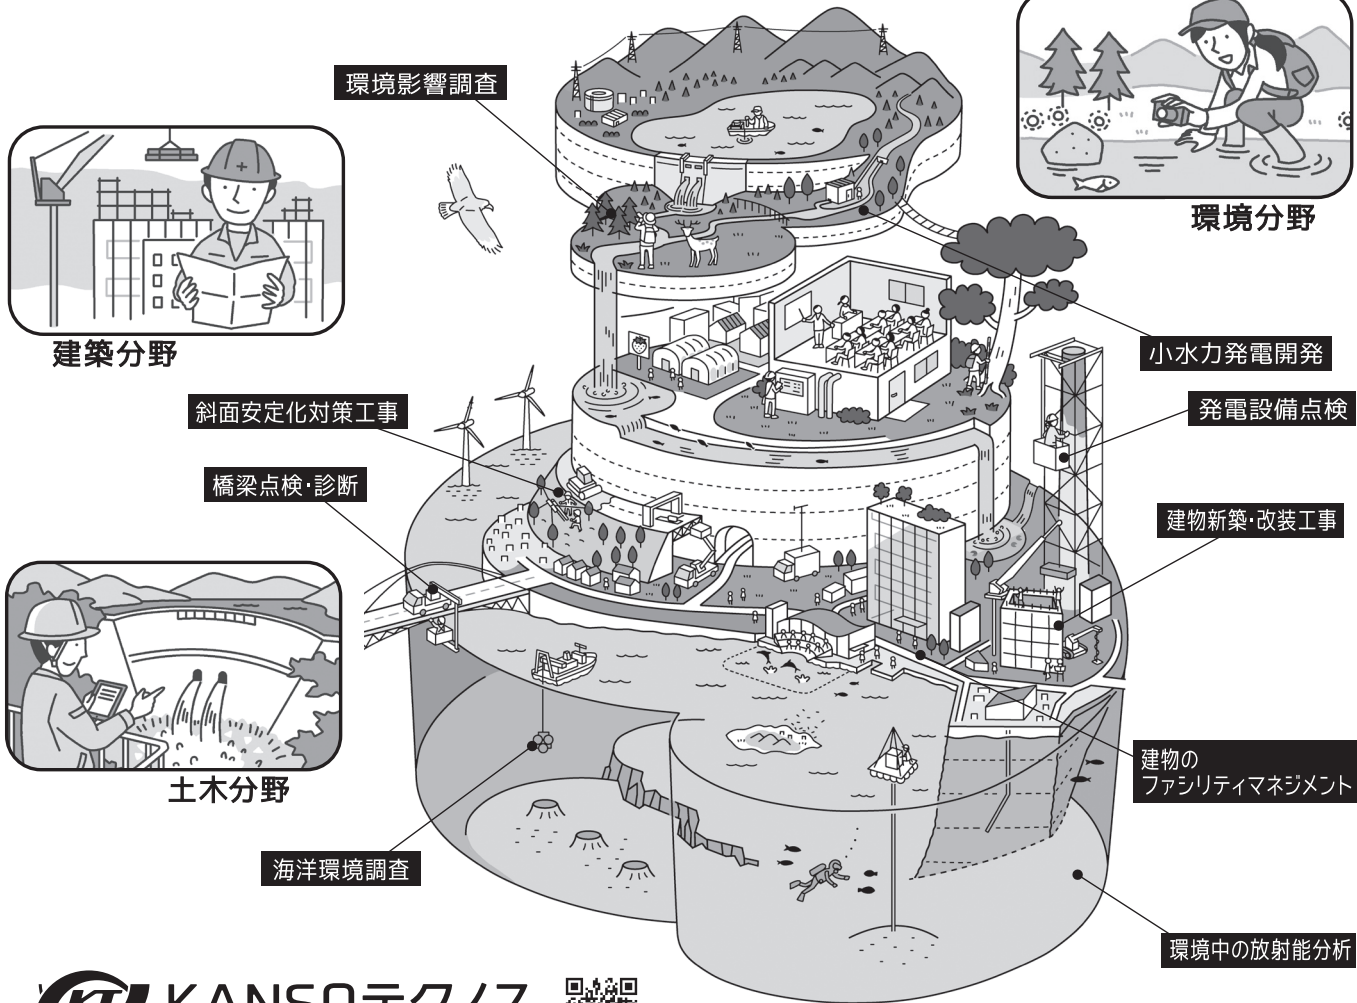 環境影響調査
環境分野
建築分野
小水力発電開発
斜面安定化対策工事
発電設備点検
橋梁点検・診断
建物新築・改装工事
土木分野
建物の
ファシリティマネジメント
海洋環境調査
環境中の放射能分析
KANSOテクノス